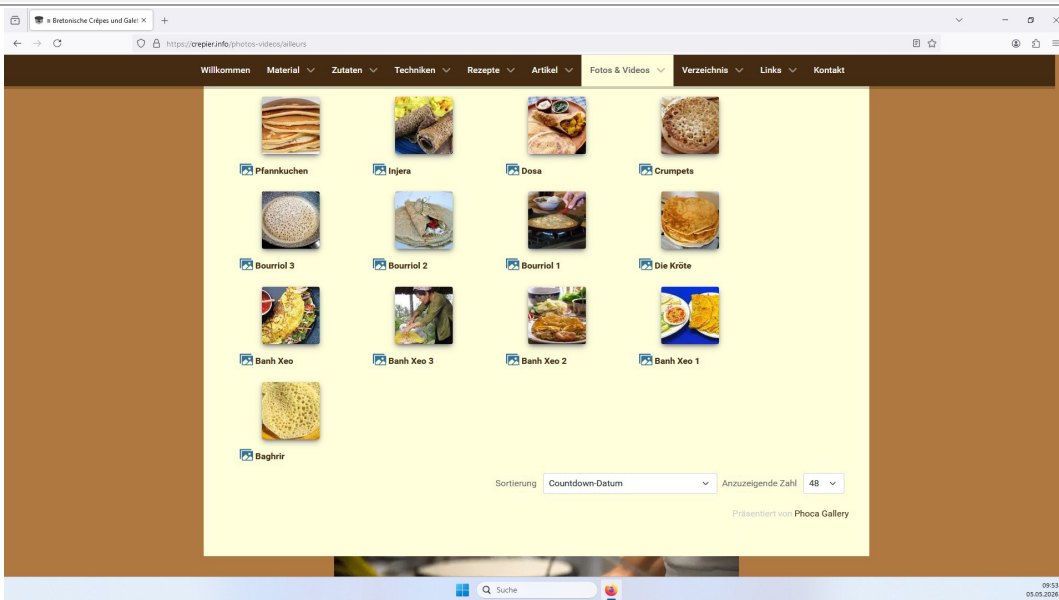 ≡ Bretonische Crêpes und Galet
https://crepier.info/photos-videos/ailleurs
Willkommen Material Zutaten Techniken Rezepte Artikel Fotos & Videos Verzeichnis Links Kontakt
Pfannkuchen Injera Dosa Crumpets
Bourriol 3 Bourriol 2 Bourriol 1 Die Kröte
Banh Xeo Banh Xeo 3 Banh Xeo 2 Banh Xeo 1
Baghrir
Sortierung Countdown-Datum Anzuzeigende Zahl 48
Präsentiert von Phoca Gallery
Suche
09:53
05.05.2026